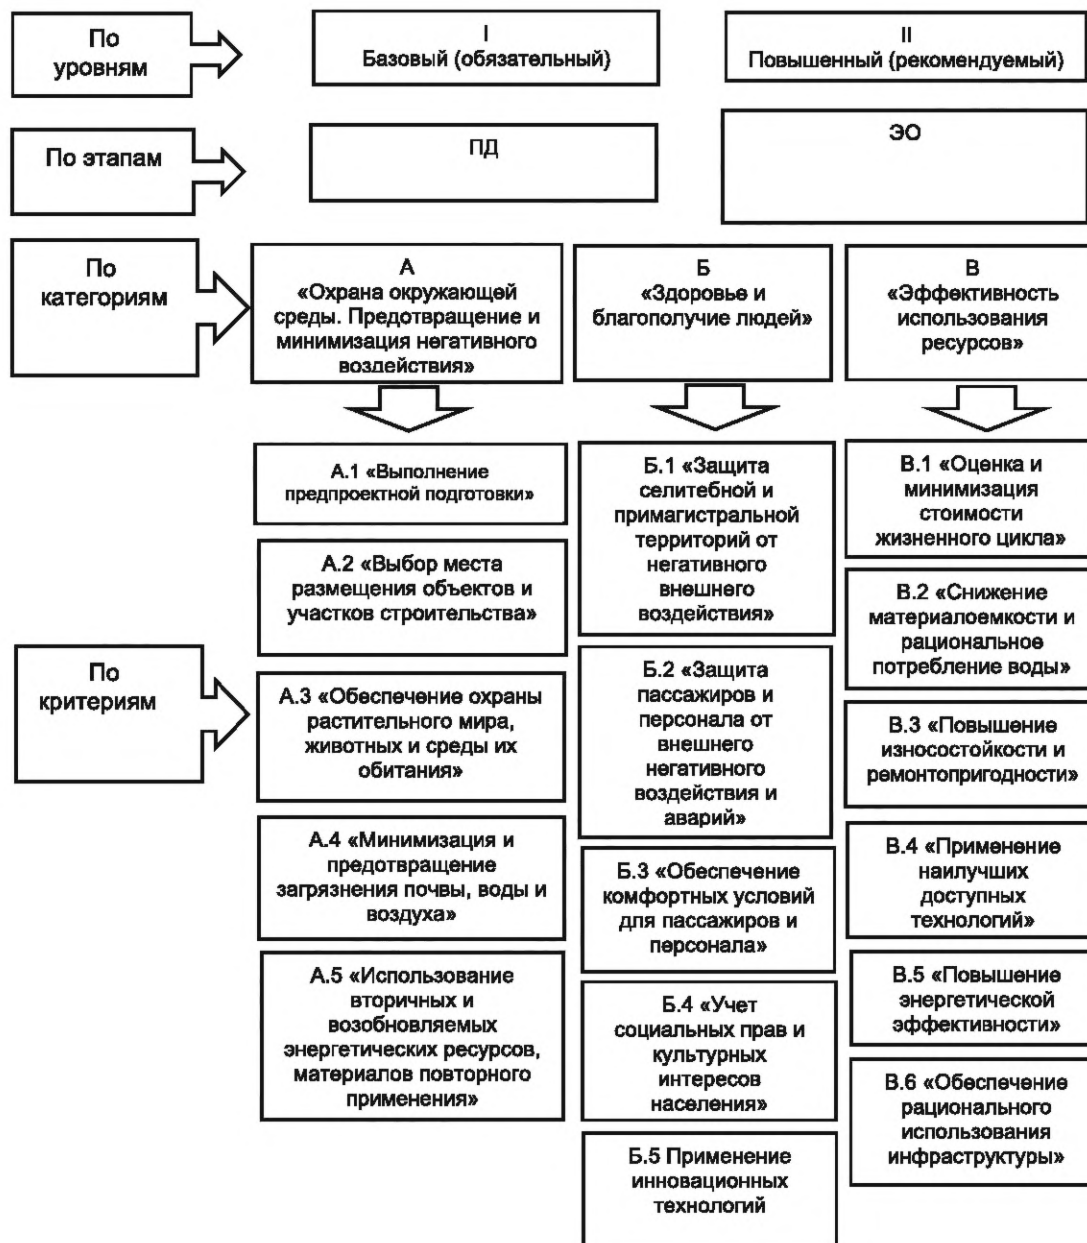 По
уровням
I
Базовый (обязательный)
II
Повышенный (рекомендуемый)
По этапам
ПД
ЭО
По
категориям
А
«Охрана окружающей
среды. Предотвращение и
минимизация негативного
воздействия»
Б
«Здоровье и
благополучие людей»
В
«Эффективность
использования
ресурсов»
По
критериям
А.1 «Выполнение
предпроектной подготовки»
А.2 «Выбор места
размещения объектов и
участков строительства»
А.3 «Обеспечение охраны
растительного мира,
животных и среды их
обитания»
А.4 «Минимизация и
предотвращение
загрязнения почвы, воды и
воздуха»
А.5 «Использование
вторичных и
возобновляемых
энергетических ресурсов,
материалов повторного
применения»
Б.1 «Защита
селитебной и
примагистральной
территорий от
негативного
внешнего
воздействия»
Б.2 «Защита
пассажиров и
персонала от
внешнего
негативного
воздействия и
аварий»
Б.3 «Обеспечение
комфортных условий
для пассажиров и
персонала»
Б.4 «Учет
социальных прав и
культурных
интересов
населения»
Б.5 Применение
инновационных
технологий
В.1 «Оценка и
минимизация
стоимости
жизненного цикла»
В.2 «Снижение
материалоемкости и
рациональное
потребление воды»
В.3 «Повышение
износостойкости и
ремонтопригодности»
В.4 «Применение
наилучших
доступных
технологий»
В.5 «Повышение
энергетической
эффективности»
В.6 «Обеспечение
рационального
использования
инфраструктуры»